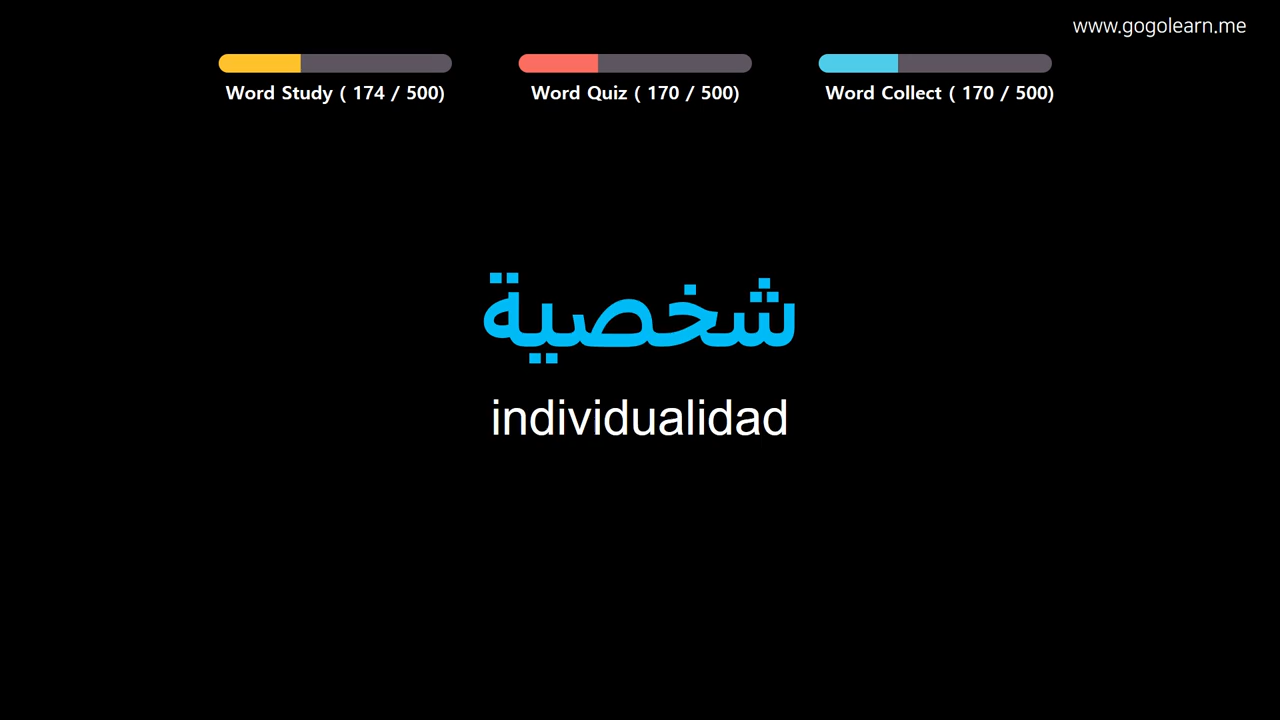 www.gogolearn.me
Word Study ( 174 / 500)
Word Quiz ( 170 / 500)
Word Collect ( 170 / 500)
شخصية
individualidad